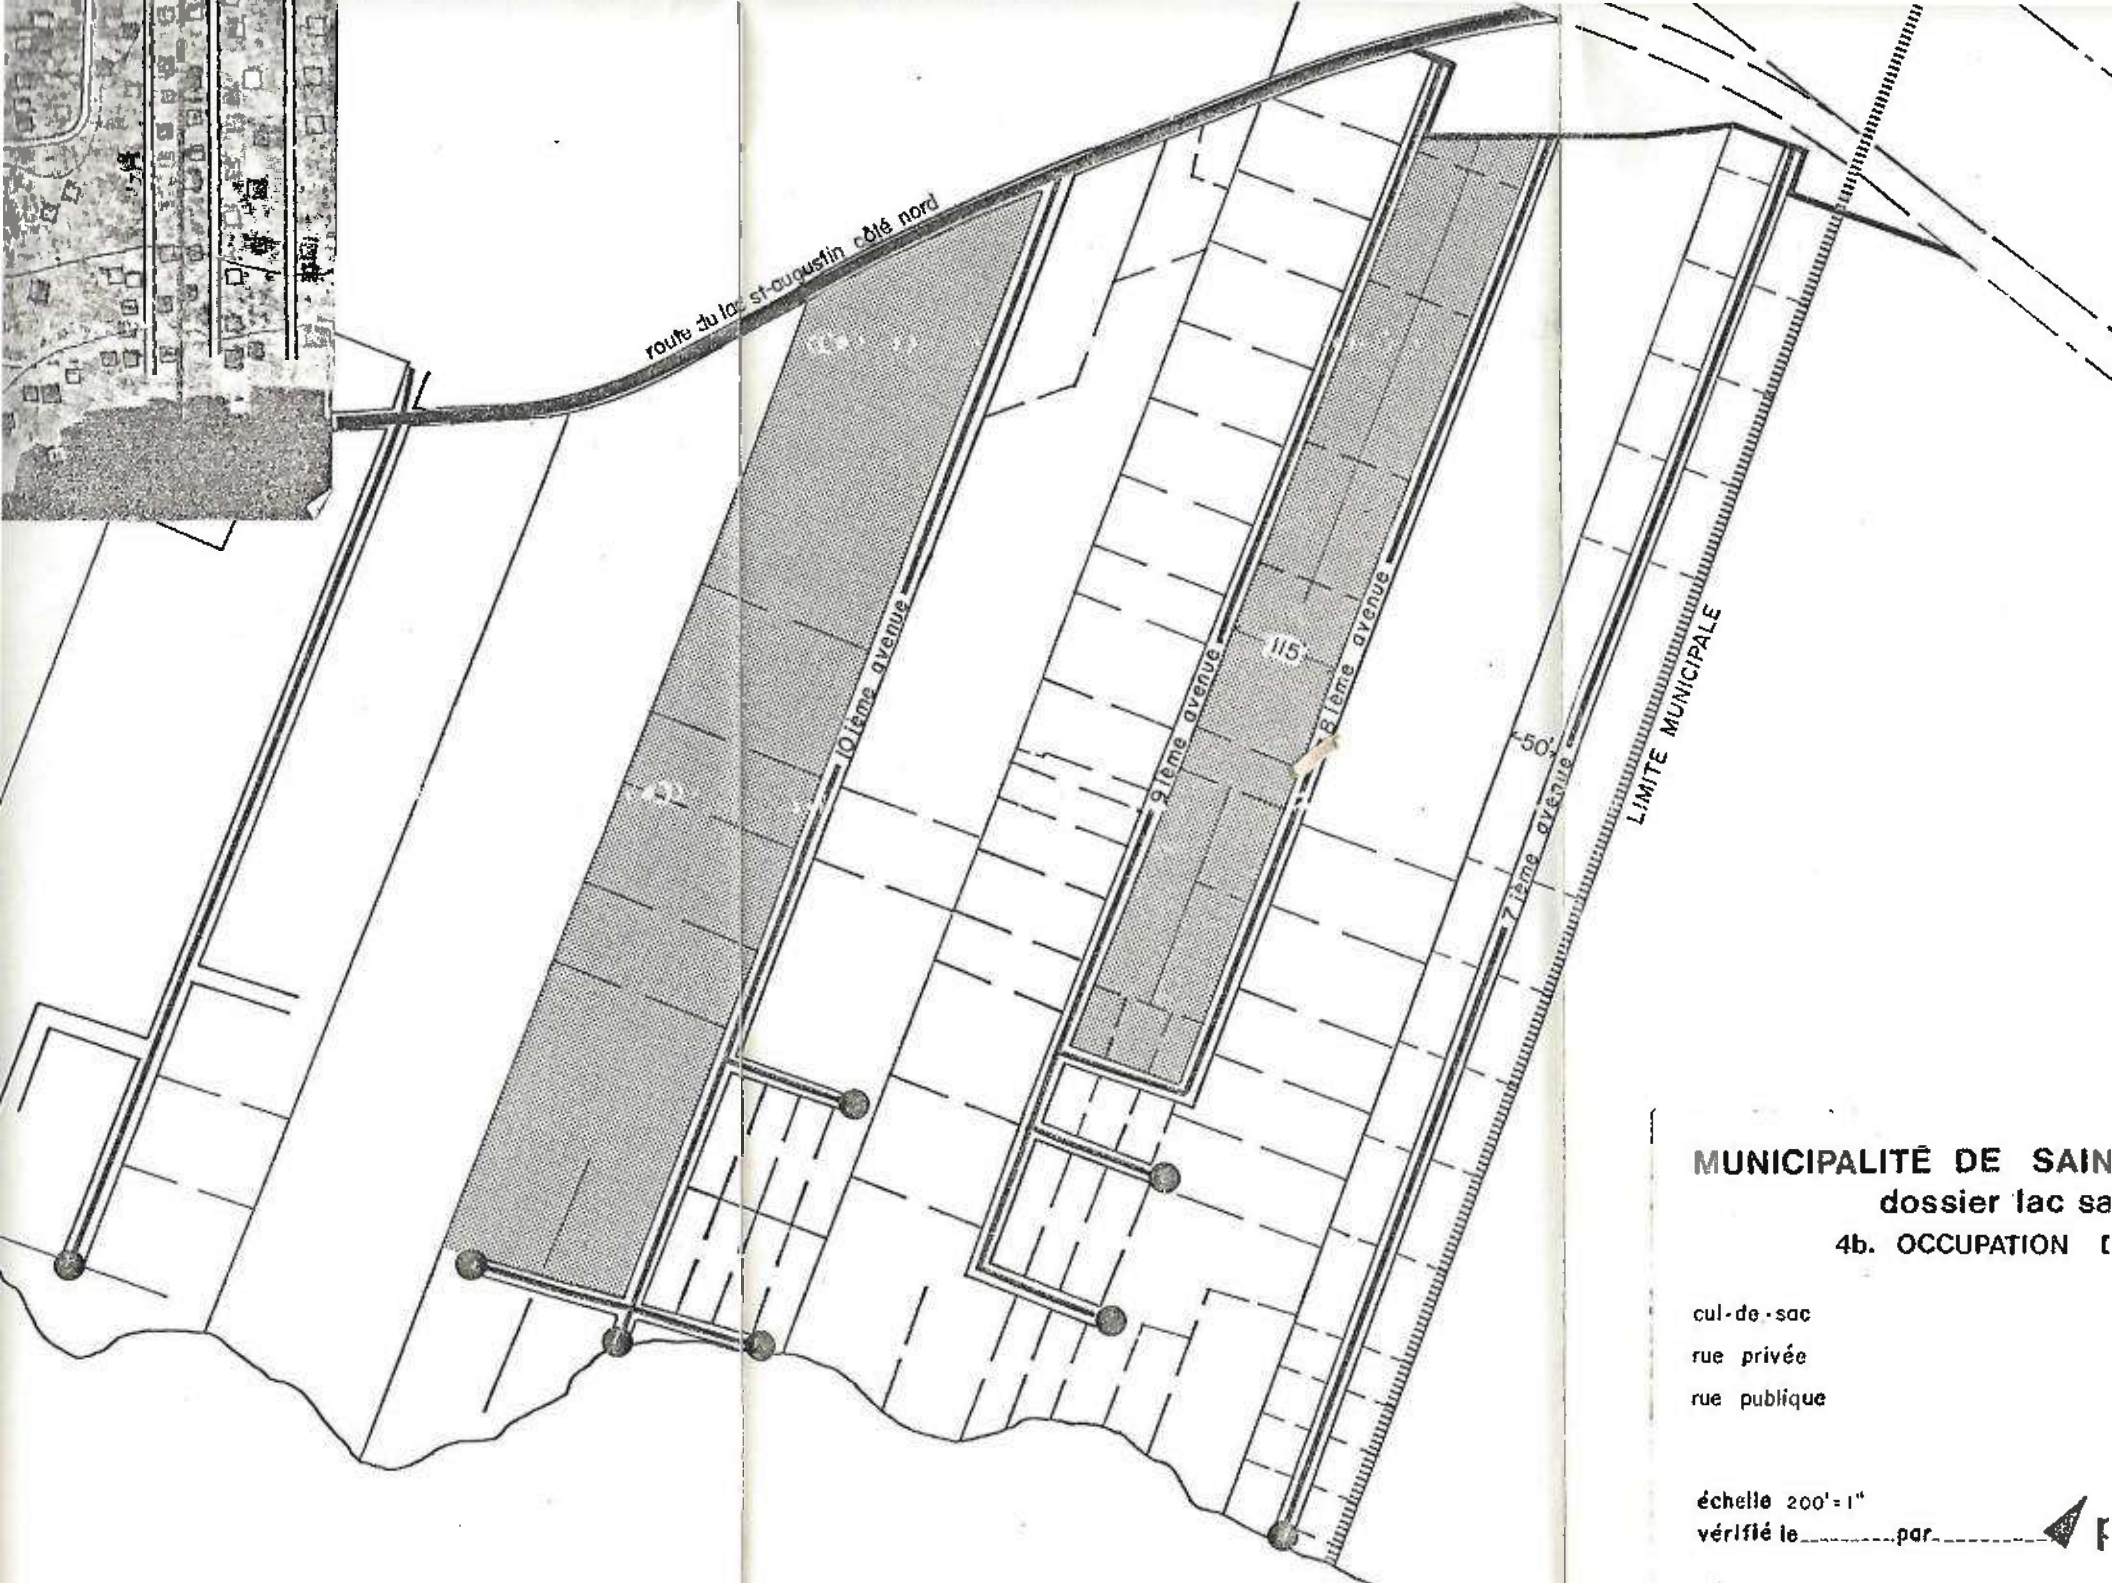 route du lac st-augustin côté nord
10ième avenue
9ième avenue
115'
8ième avenue
50'
7ième avenue
LIMITE MUNICIPALE
MUNICIPALITÉ DE SAIN
dossier lac sa
4b. OCCUPATION
cul-de-sac
rue privée
rue publique
échelle 200'=1"
vérifié le par